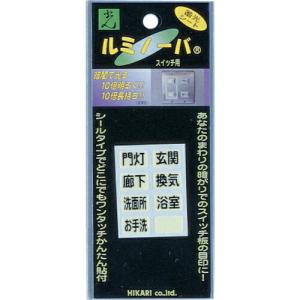 光
蓄光シート
ルミノーバ®
スイッチ用
暗闇で光る
10倍明るく!!
10倍長持ち!!
あなたのまわりの暗がりでのスイッチ板の目印に!
シールタイプでどこにでもワンタッチかんたん貼付
門灯 玄関
廊下 換気
洗面所 浴室
お手洗
HIKARI co.,ltd.